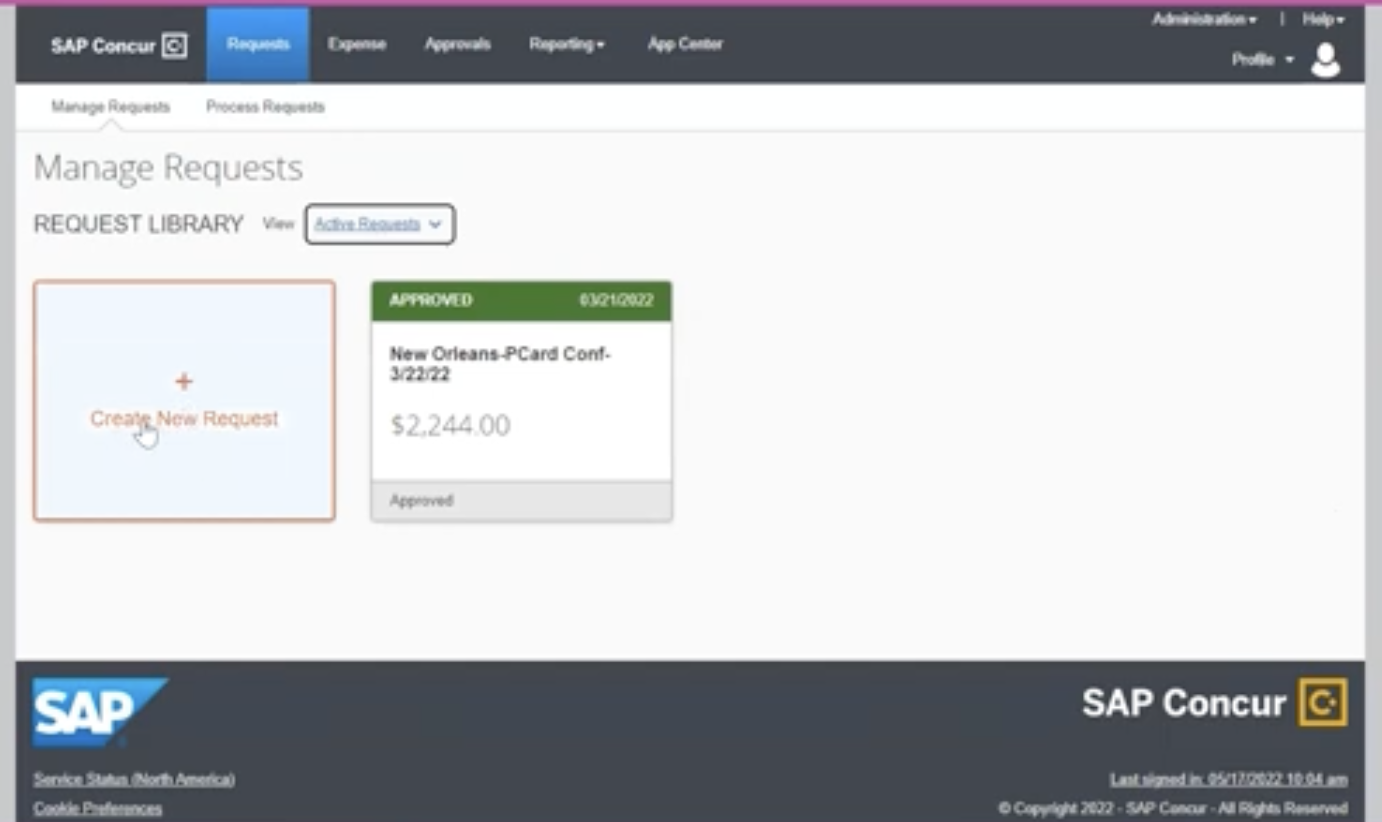 Administration | Help
SAP Concur C Requests Expense Approvals Reporting App Center
Profile
Manage Requests Process Requests
Manage Requests
REQUEST LIBRARY View Active Requests
APPROVED 03/21/2022
New Orleans-PCard Conf-
3/22/22
+
Create New Request
$2,244.00
Approved
SAP
SAP Concur C
Service Status (North America)
Last signed in: 05/17/2022 10:04 am
Cookie Preferences
© Copyright 2022 - SAP Concur - All Rights Reserved